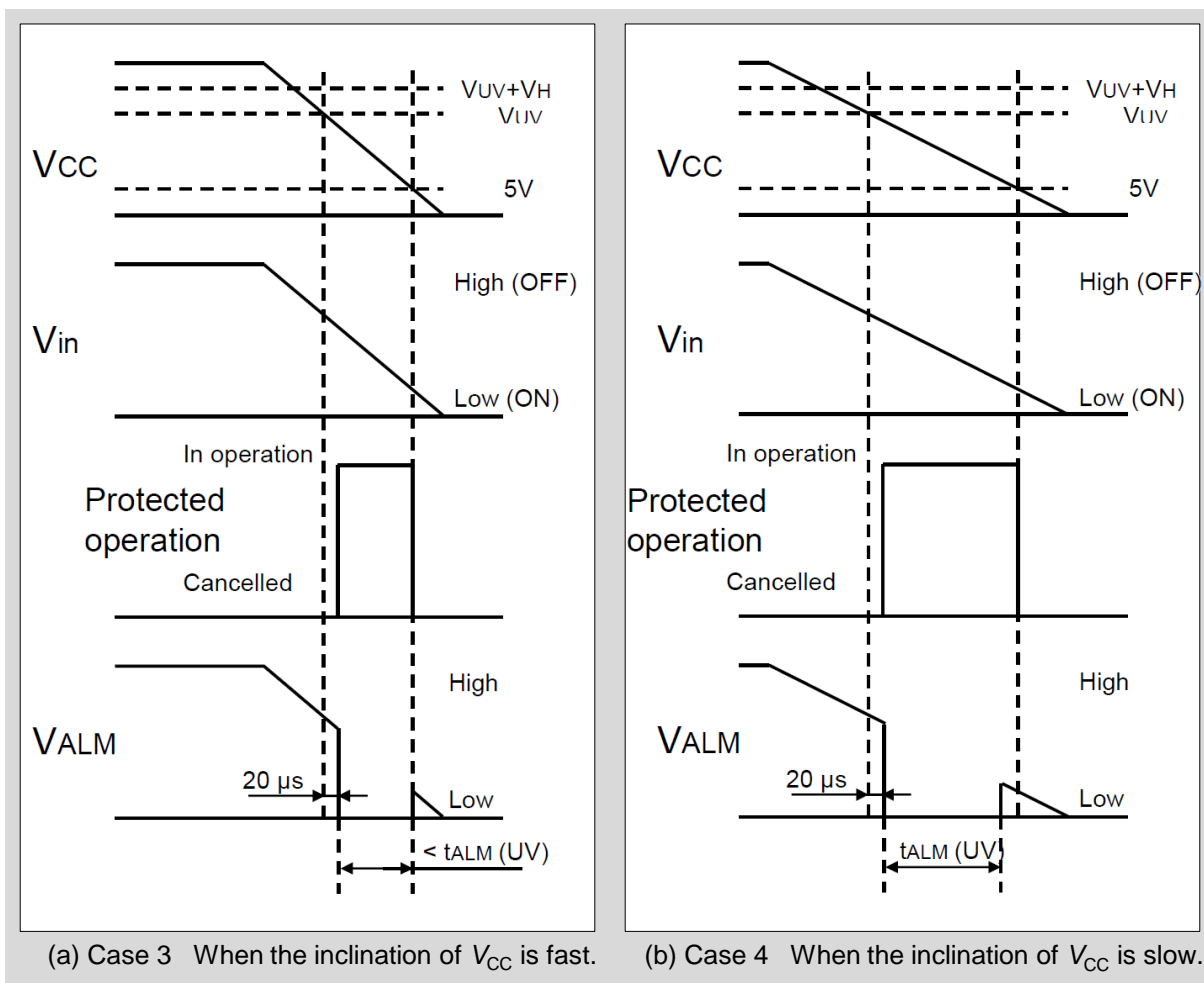 VUV+VH
VUV
VCC
5V
High (OFF)
Vin
Low (ON)
In operation
Protected
operation
Cancelled
High
VALM
20 µs
Low
< tALM (UV)
(a) Case 3 When the inclination of VCC is fast.
VUV+VH
VUV
VCC
5V
High (OFF)
Vin
Low (ON)
In operation
Protected
operation
Cancelled
High
VALM
20 µs
Low
tALM (UV)
(b) Case 4 When the inclination of VCC is slow.